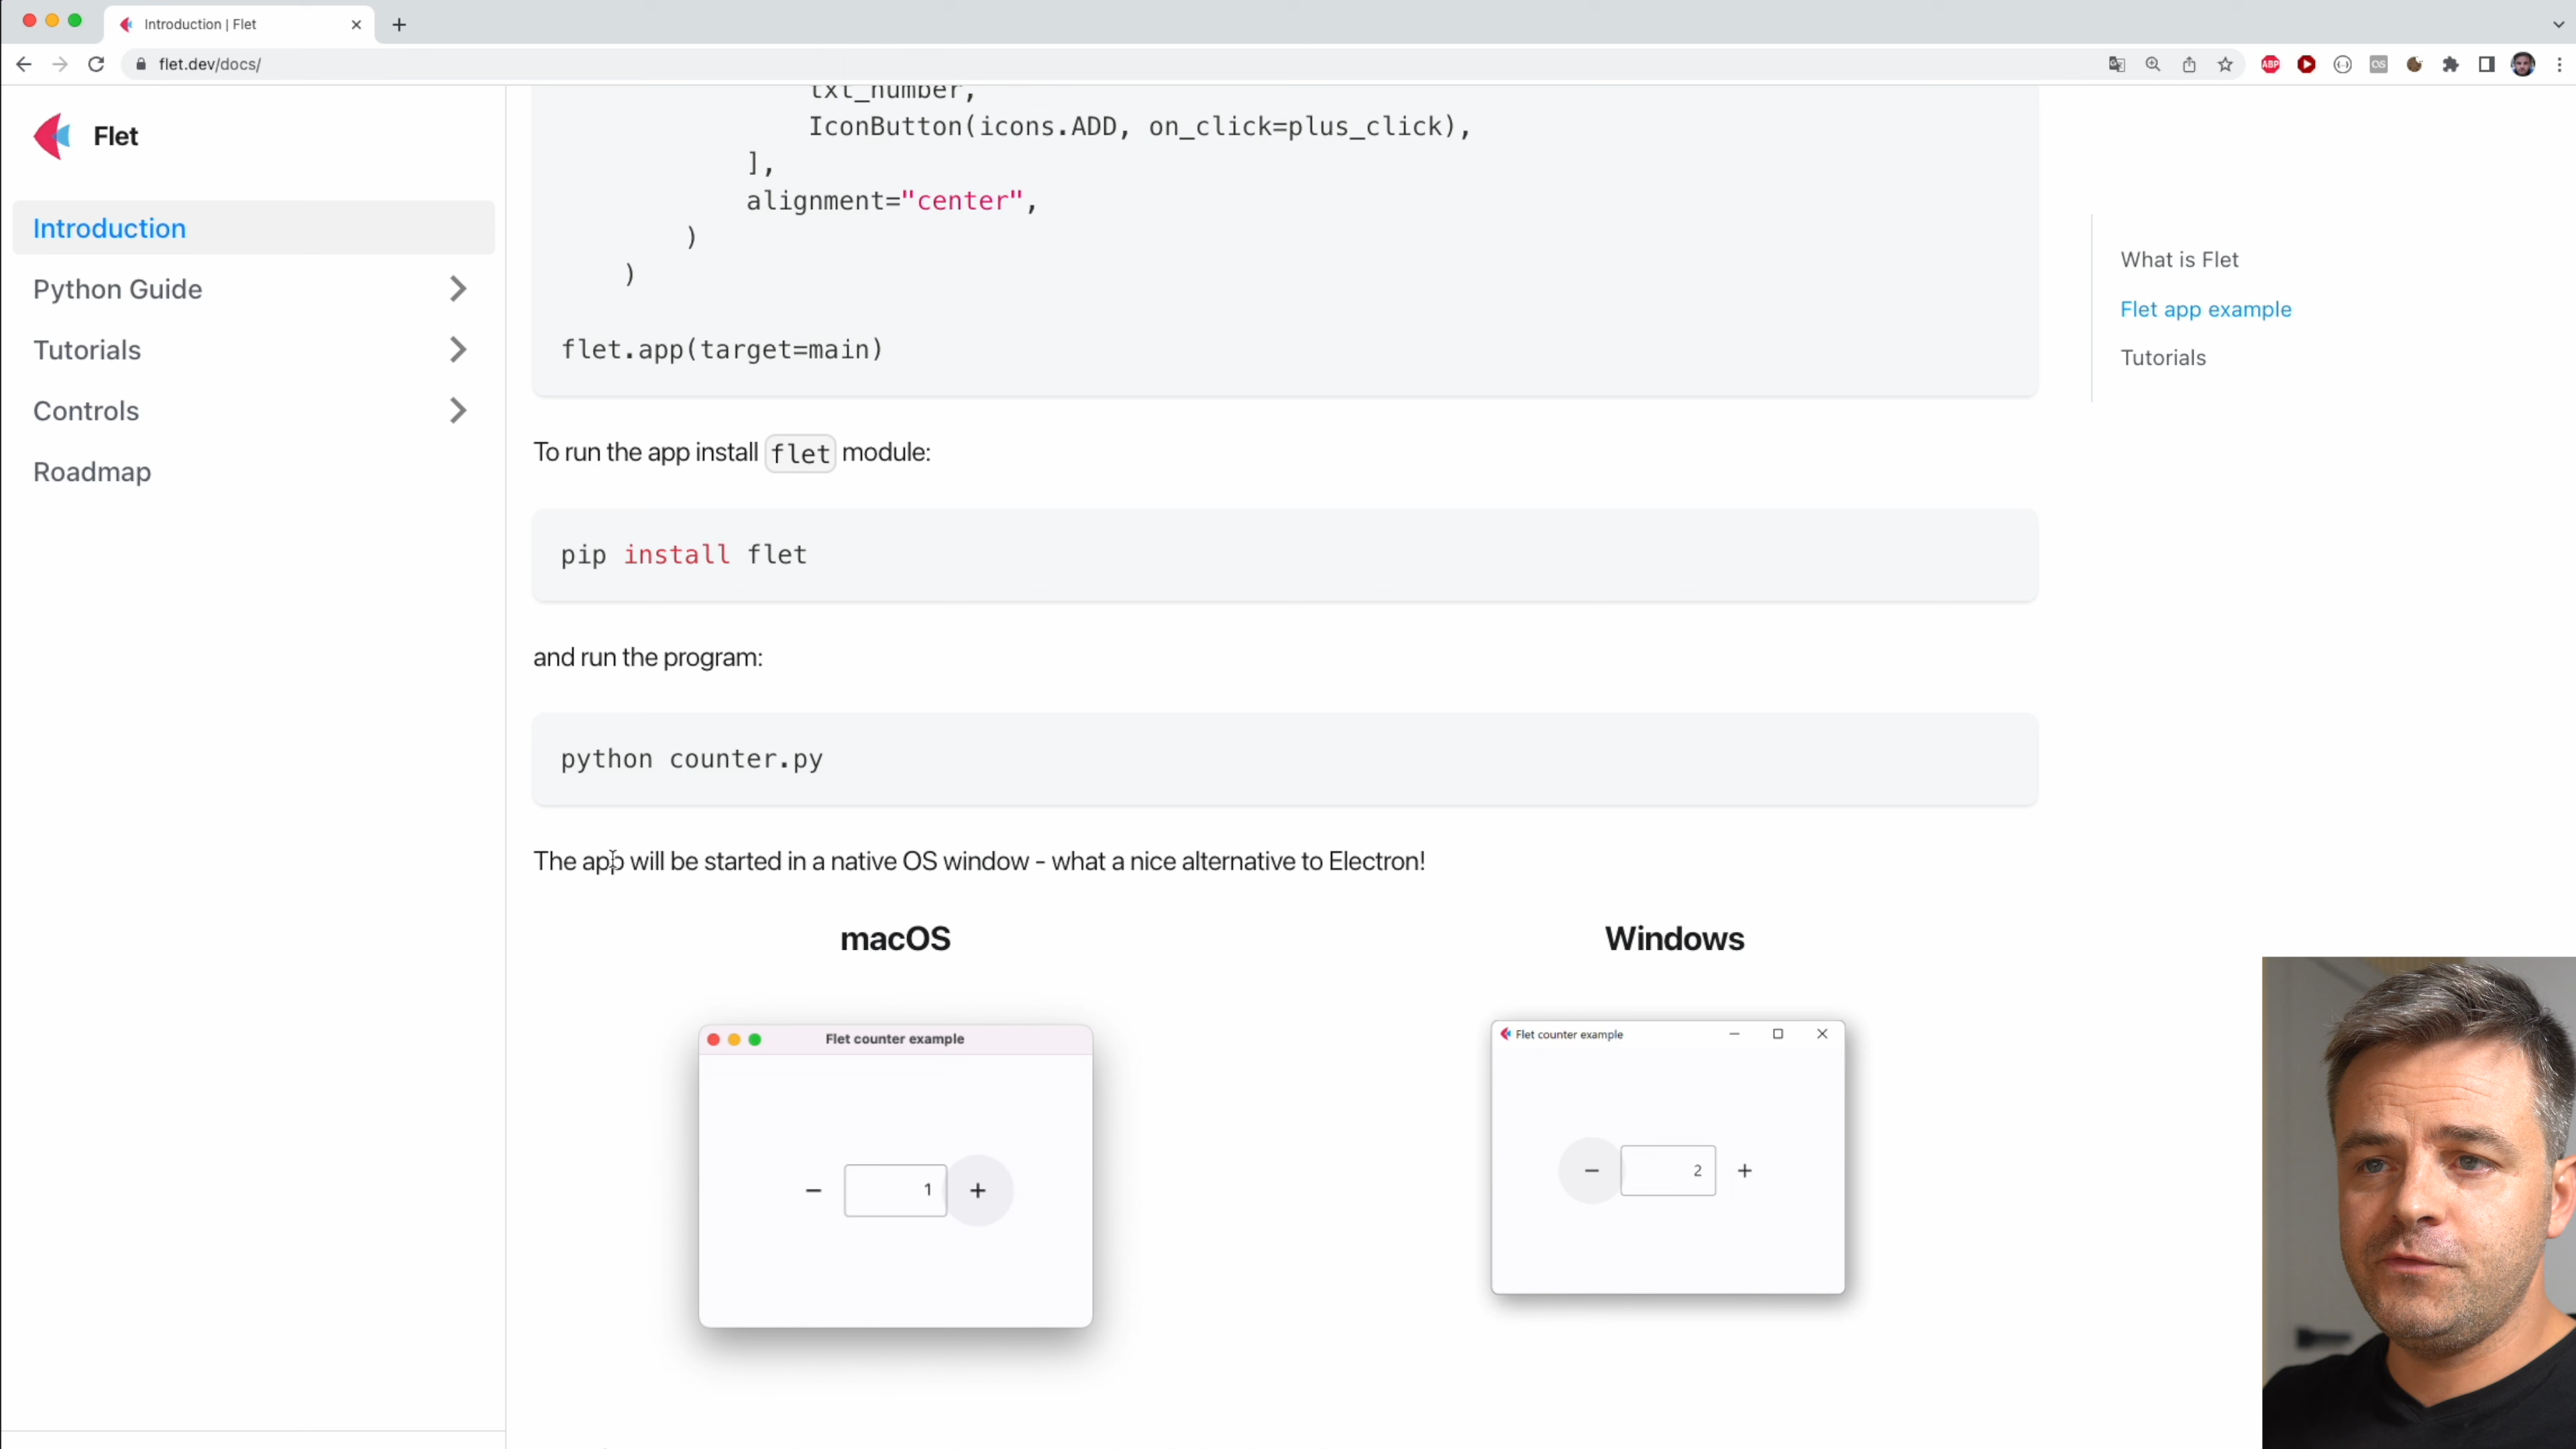 Introduction | Flet
flet.dev/docs/
ABP
Flet
Introduction
Python Guide
Tutorials
Controls
Roadmap
txt_number,
IconButton(icons.ADD, on_click=plus_click),
],
alignment="center",
)
)
flet.app(target=main)
To run the app install flet module:
pip install flet
and run the program:
python counter.py
The app will be started in a native OS window - what a nice alternative to Electron!
macOS
Windows
Flet counter example
− 1 +
Flet counter example
− 2 +
What is Flet
Flet app example
Tutorials